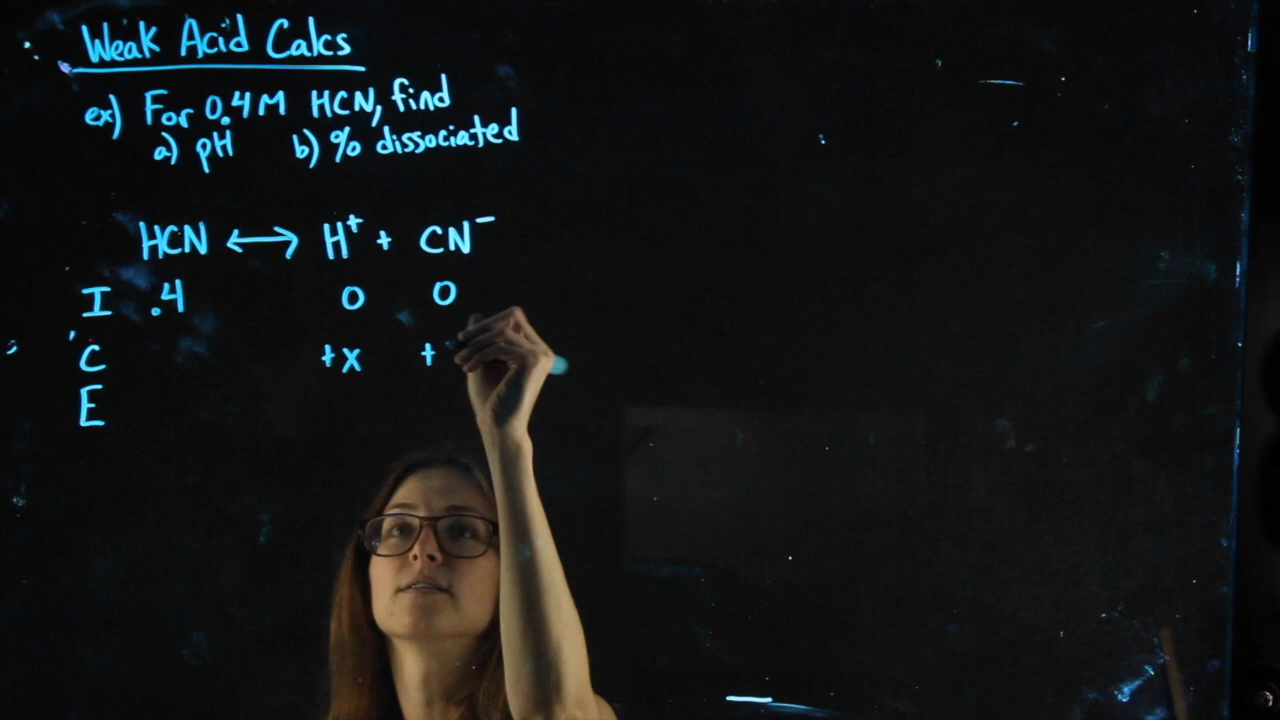 Weak Acid Calcs
ex) For 0.4M HCN, find
a) pH b) % dissociated
HCN ⟷ H⁺ + CN⁻
I .4 0 0
C +x +
E